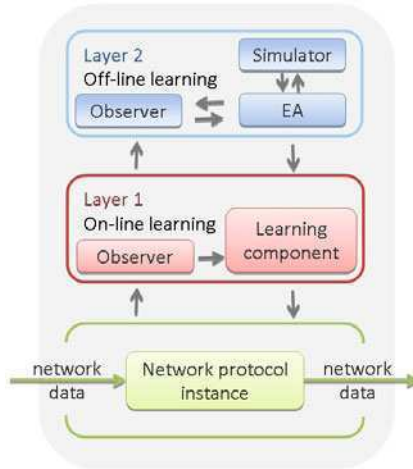 Layer 2
Simulator
Off-line learning
Observer
EA
Layer 1
On-line learning
Learning
component
Observer
network
data
Network protocol
instance
network
data